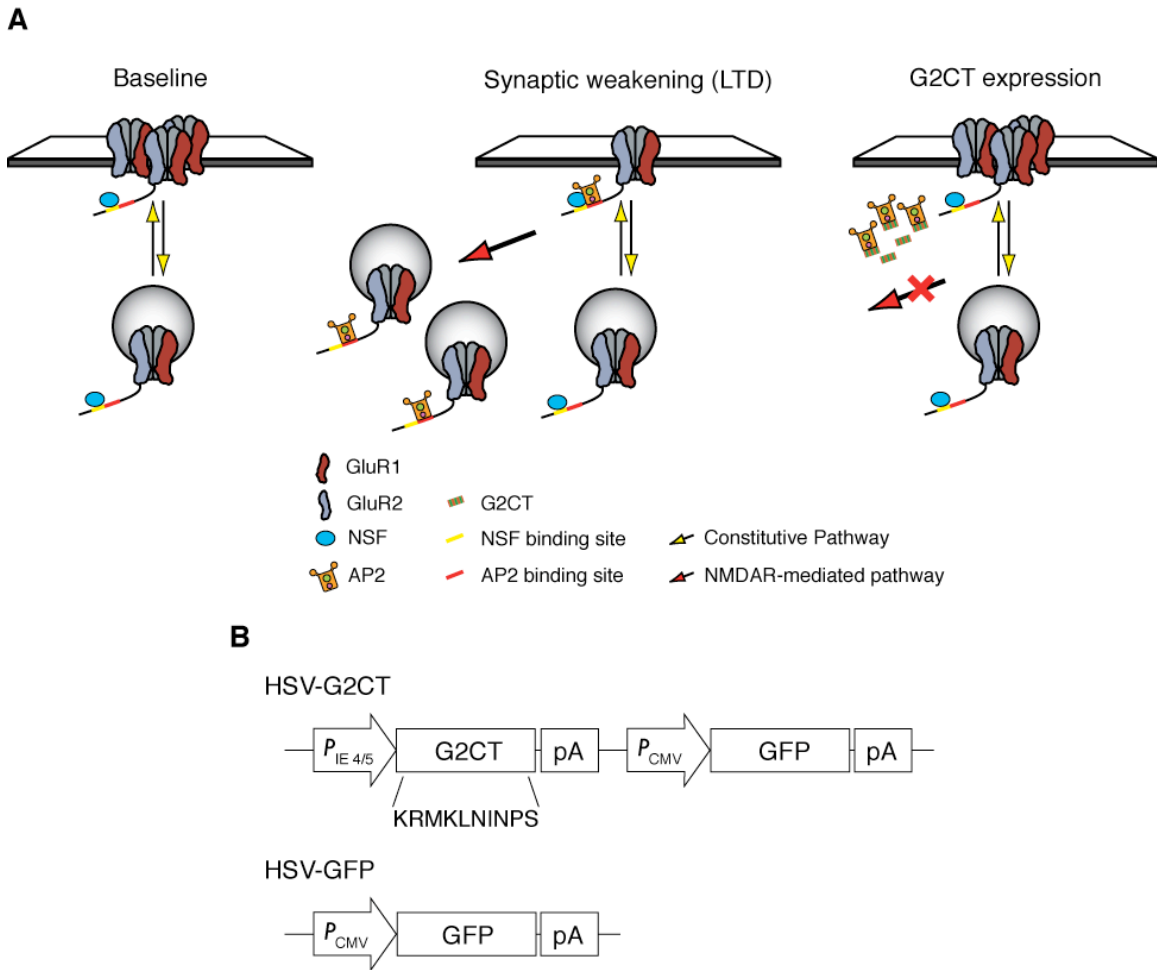 A
Baseline
Synaptic weakening (LTD)
G2CT expression
GluR1
GluR2
G2CT
NSF
NSF binding site
Constitutive Pathway
AP2
AP2 binding site
NMDAR-mediated pathway
B
HSV-G2CT
P IE 4/5
G2CT
pA
P CMV
GFP
pA
KRMKLNINPS
HSV-GFP
P CMV
GFP
pA